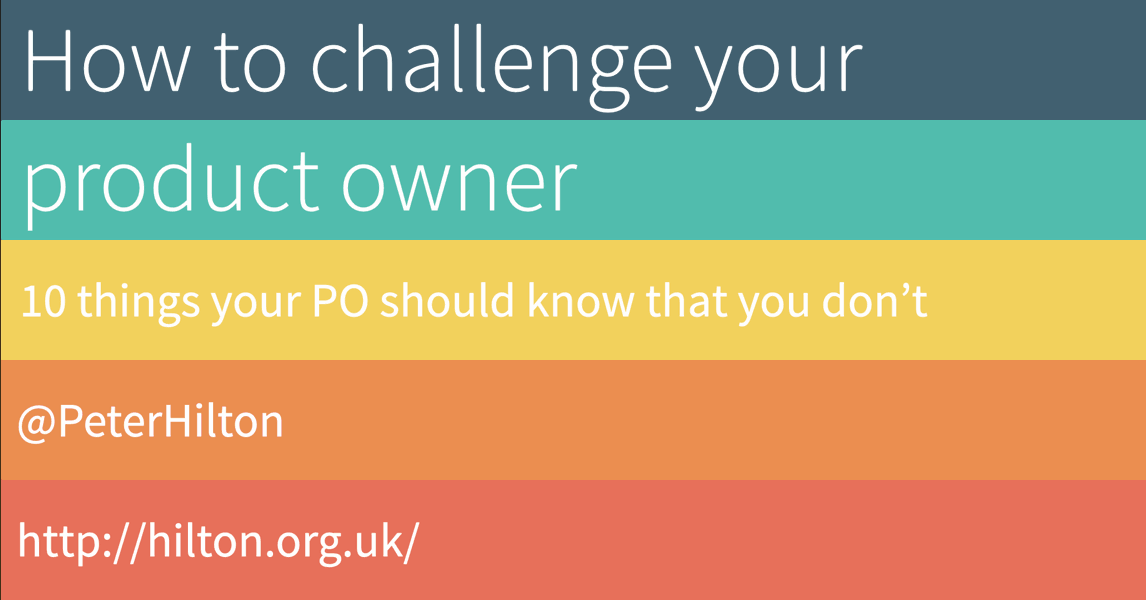 How to challenge your
product owner
10 things your PO should know that you don’t
@PeterHilton
http://hilton.org.uk/